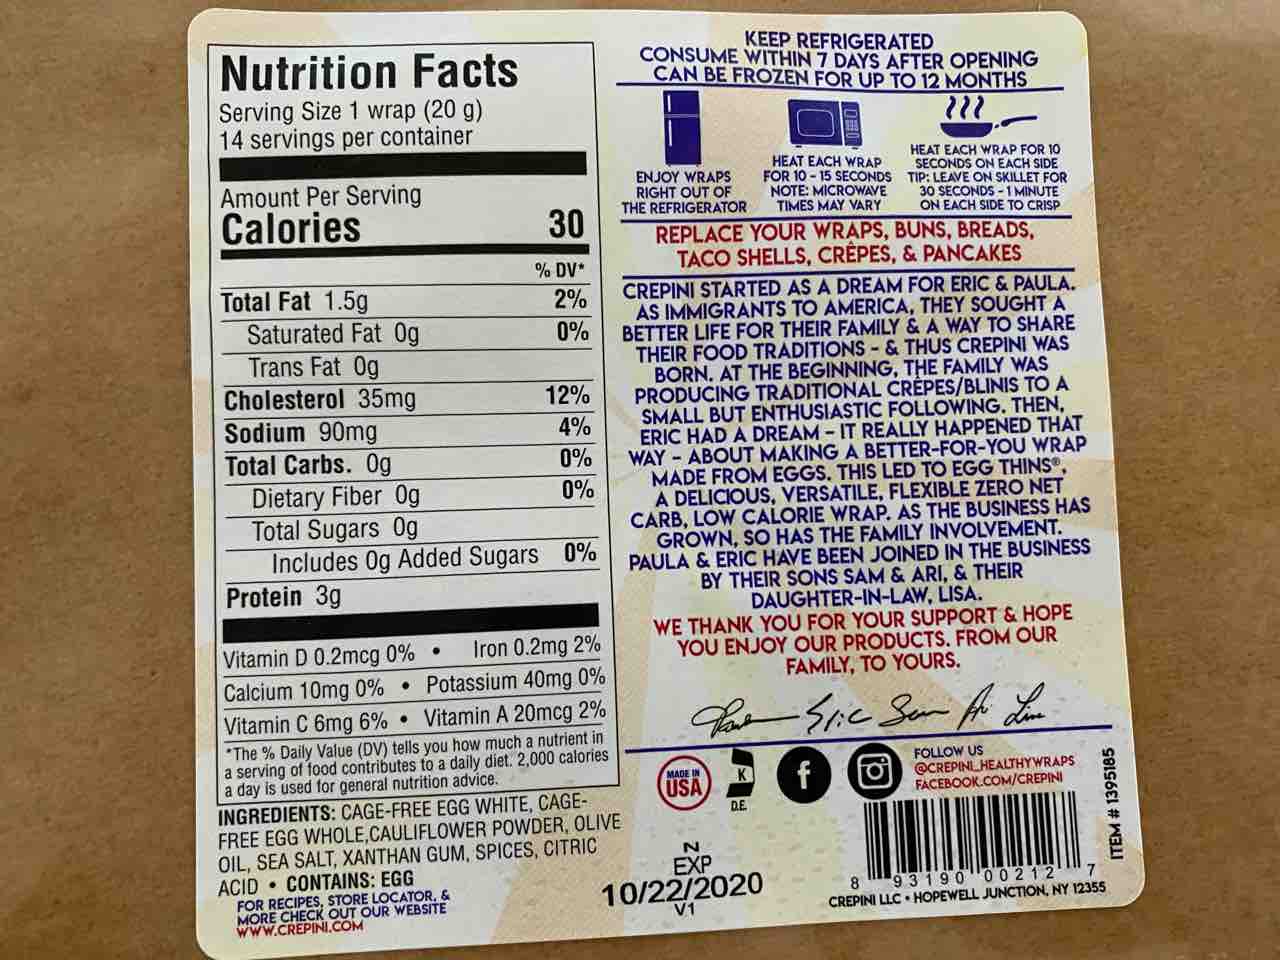 Nutrition Facts
Serving Size 1 wrap (20 g)
14 servings per container
Amount Per Serving
Calories 30
% DV*
Total Fat 1.5g 2%
Saturated Fat 0g 0%
Trans Fat 0g
Cholesterol 35mg 12%
Sodium 90mg 4%
Total Carbs. 0g 0%
Dietary Fiber 0g 0%
Total Sugars 0g
Includes 0g Added Sugars 0%
Protein 3g
Vitamin D 0.2mcg 0% • Iron 0.2mg 2%
Calcium 10mg 0% • Potassium 40mg 0%
Vitamin C 6mg 6% • Vitamin A 20mcg 2%
*The % Daily Value (DV) tells you how much a nutrient in
a serving of food contributes to a daily diet. 2,000 calories
a day is used for general nutrition advice.
INGREDIENTS: CAGE-FREE EGG WHITE, CAGE-
FREE EGG WHOLE,CAULIFLOWER POWDER, OLIVE
OIL, SEA SALT, XANTHAN GUM, SPICES, CITRIC
ACID • CONTAINS: EGG
FOR RECIPES, STORE LOCATOR, &
MORE CHECK OUT OUR WEBSITE
WWW.CREPINI.COM
KEEP REFRIGERATED
CONSUME WITHIN 7 DAYS AFTER OPENING
CAN BE FROZEN FOR UP TO 12 MONTHS
ENJOY WRAPS
RIGHT OUT OF
THE REFRIGERATOR
HEAT EACH WRAP
FOR 10 - 15 SECONDS
NOTE: MICROWAVE
TIMES MAY VARY
HEAT EACH WRAP FOR 10
SECONDS ON EACH SIDE
TIP: LEAVE ON SKILLET FOR
30 SECONDS - 1 MINUTE
ON EACH SIDE TO CRISP
REPLACE YOUR WRAPS, BUNS, BREADS,
TACO SHELLS, CRÊPES, & PANCAKES
CREPINI STARTED AS A DREAM FOR ERIC & PAULA.
AS IMMIGRANTS TO AMERICA, THEY SOUGHT A
BETTER LIFE FOR THEIR FAMILY & A WAY TO SHARE
THEIR FOOD TRADITIONS - & THUS CREPINI WAS
BORN. AT THE BEGINNING, THE FAMILY WAS
PRODUCING TRADITIONAL CRÊPES/BLINIS TO A
SMALL BUT ENTHUSIASTIC FOLLOWING. THEN,
ERIC HAD A DREAM – IT REALLY HAPPENED THAT
WAY – ABOUT MAKING A BETTER-FOR-YOU WRAP
MADE FROM EGGS. THIS LED TO EGG THINS®,
A DELICIOUS, VERSATILE, FLEXIBLE ZERO NET
CARB, LOW CALORIE WRAP. AS THE BUSINESS HAS
GROWN, SO HAS THE FAMILY INVOLVEMENT.
PAULA & ERIC HAVE BEEN JOINED IN THE BUSINESS
BY THEIR SONS SAM & ARI, & THEIR
DAUGHTER-IN-LAW, LISA.
WE THANK YOU FOR YOUR SUPPORT & HOPE
YOU ENJOY OUR PRODUCTS. FROM OUR
FAMILY, TO YOURS.
Paula Eric Sam Ari Lisa
MADE IN
USA
K
D.E.
f
FOLLOW US
@CREPINI_HEALTHYWRAPS
FACEBOOK.COM/CREPINI
ITEM # 1395185
N
EXP
10/22/2020
V1
8 93190 00212 7
CREPINI LLC • HOPEWELL JUNCTION, NY 12355